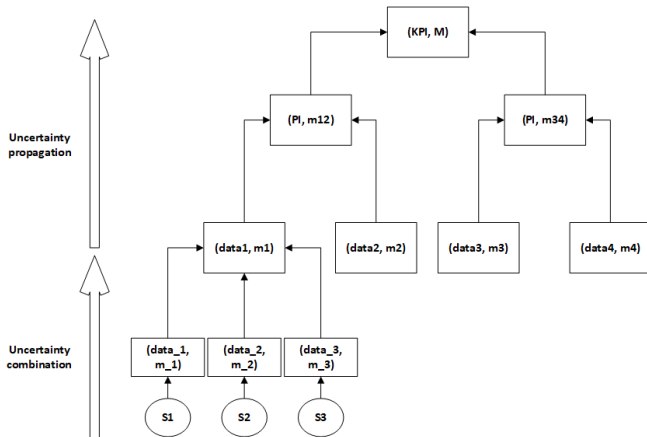 (KPI, M)
(PI, m12)
(PI, m34)
Uncertainty
propagation
(data1, m1)
(data2, m2)
(data3, m3)
(data4, m4)
Uncertainty
combination
(data_1,
m_1)
(data_2,
m_2)
(data_3,
m_3)
S1
S2
S3